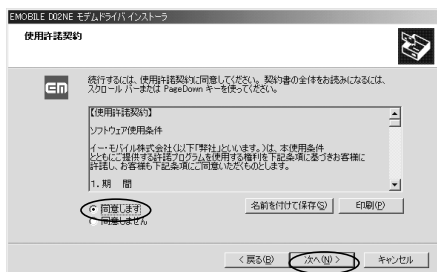 EMOBILE D02NE モデムドライバ インストーラ
使用許諾契約
続行するには、使用許諾契約に同意してください。契約書の全体をお読みになるには、
スクロール バーまたは PageDown キーを使ってください。
【使用許諾契約】
ソフトウェア使用条件
イー・モバイル株式会社(以下「弊社」といいます。)は、本使用条件
とともにご提供する許諾プログラムを使用する権利を下記条項に基づきお客様に
許諾し、お客様も下記条項にご同意いただくものとします。
1. 期 間
同意します
同意しません
名前を付けて保存(S)
印刷(P)
< 戻る(B)
次へ(N) >
キャンセル